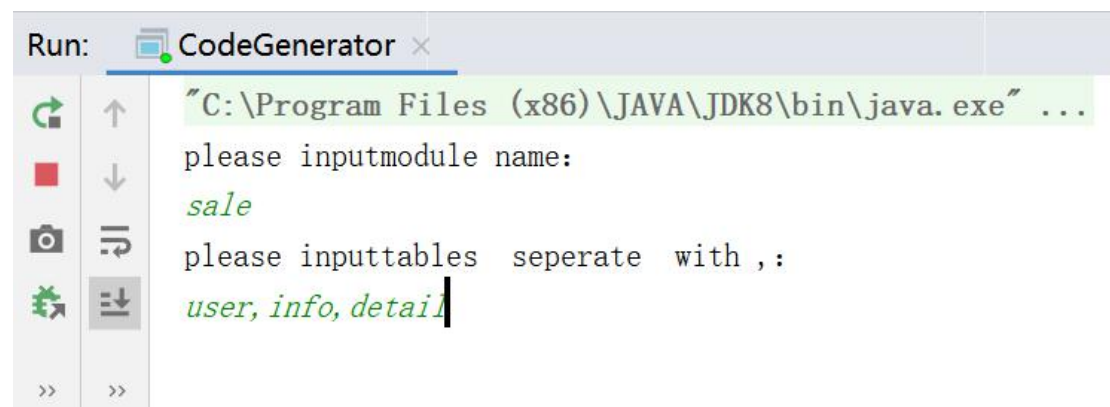 Run: CodeGenerator ×
"C:\Program Files (x86)\JAVA\JDK8\bin\java.exe" ...
please inputmodule name：
sale
please inputtables  seperate  with ,：
user,info,detail